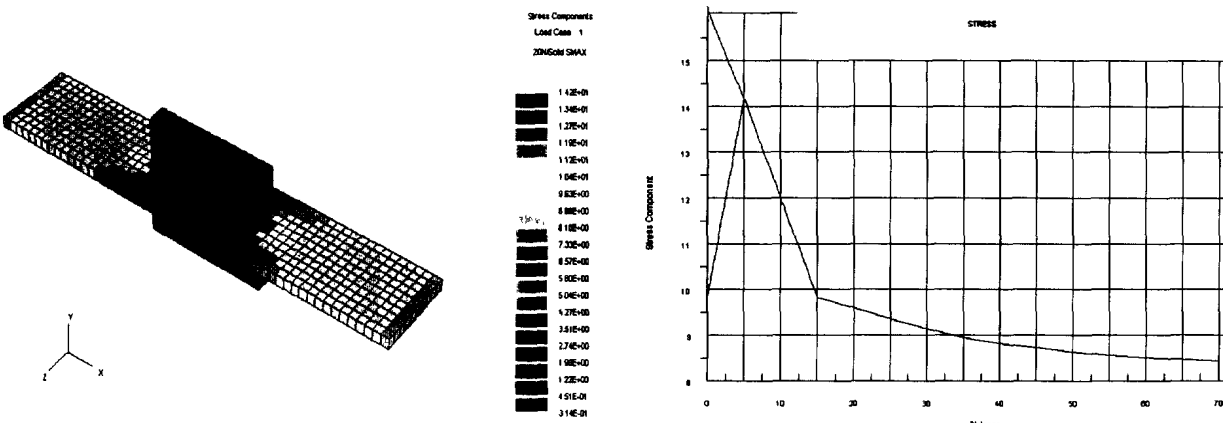 Stress Components
Load Case 1
20N/Solid SMAX
1.42E+01
1.34E+01
1.27E+01
1.19E+01
1.12E+01
1.04E+01
9.63E+00
8.86E+00
8.10E+00
7.33E+00
6.57E+00
5.80E+00
5.04E+00
4.27E+00
3.51E+00
2.74E+00
1.98E+00
1.22E+00
4.51E-01
-3.14E-01
Y
Z
X
STRESS
Stress Component
15
14
13
12
11
10
9
8
0
10
20
30
40
50
60
70